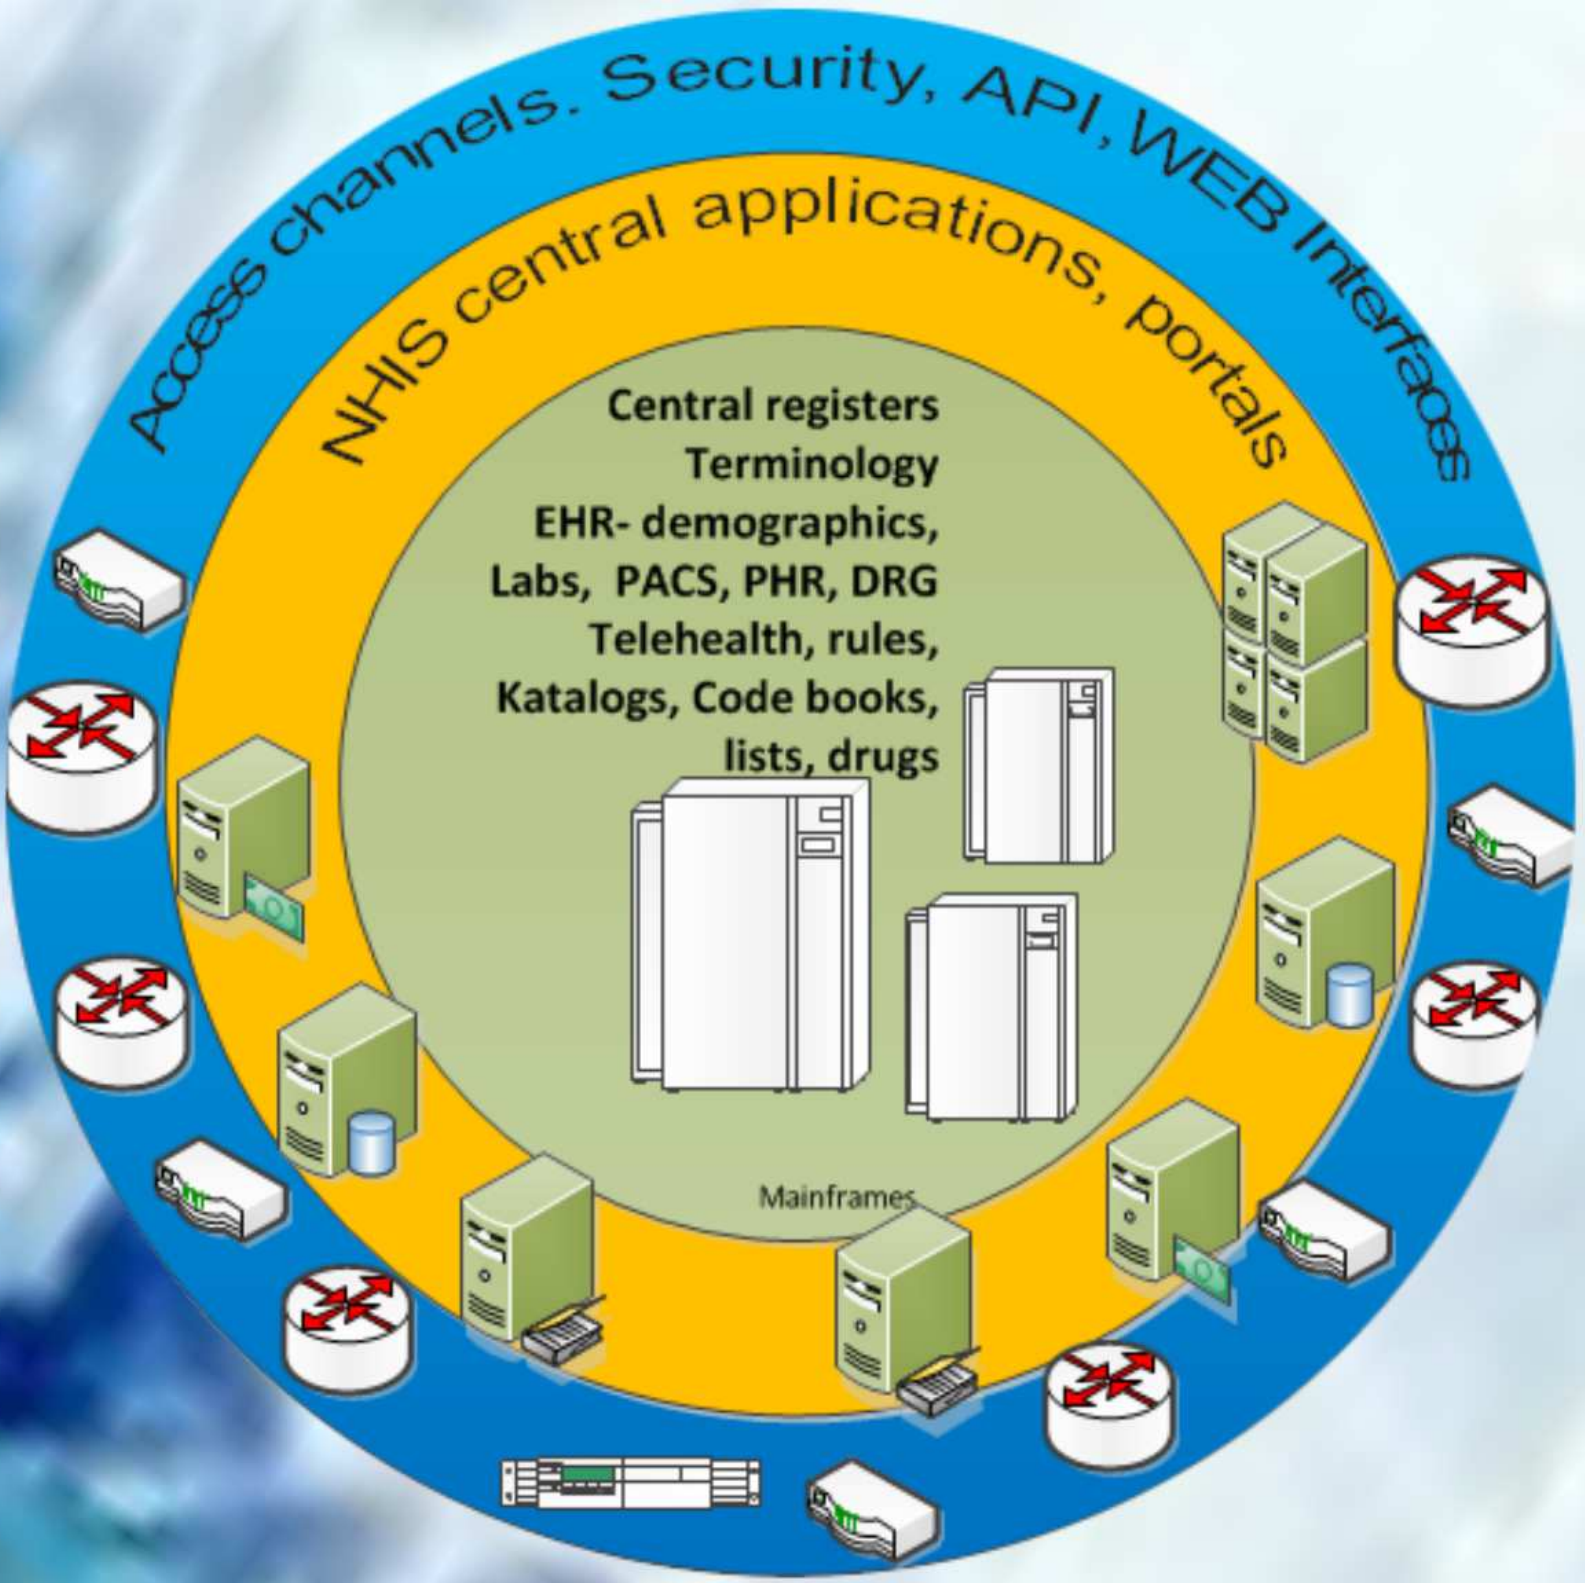 Access channels. Security, API, WEB Interfaces
NHIS central applications, portals
Central registers
Terminology
EHR- demographics,
Labs, PACS, PHR, DRG
Telehealth, rules,
Katalogs, Code books,
lists, drugs
Mainframes